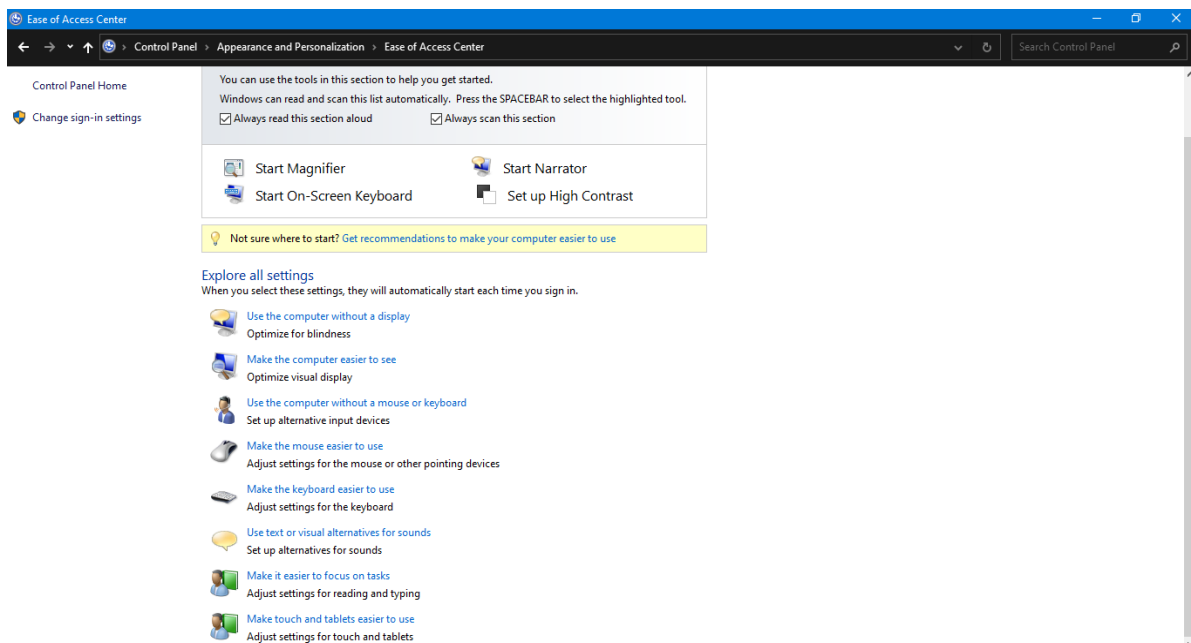 Ease of Access Center
Control Panel > Appearance and Personalization > Ease of Access Center
Search Control Panel
Control Panel Home
Change sign-in settings
You can use the tools in this section to help you get started.
Windows can read and scan this list automatically. Press the SPACEBAR to select the highlighted tool.
Always read this section aloud
Always scan this section
Start Magnifier
Start Narrator
Start On-Screen Keyboard
Set up High Contrast
Not sure where to start? Get recommendations to make your computer easier to use
Explore all settings
When you select these settings, they will automatically start each time you sign in.
Use the computer without a display
Optimize for blindness
Make the computer easier to see
Optimize visual display
Use the computer without a mouse or keyboard
Set up alternative input devices
Make the mouse easier to use
Adjust settings for the mouse or other pointing devices
Make the keyboard easier to use
Adjust settings for the keyboard
Use text or visual alternatives for sounds
Set up alternatives for sounds
Make it easier to focus on tasks
Adjust settings for reading and typing
Make touch and tablets easier to use
Adjust settings for touch and tablets